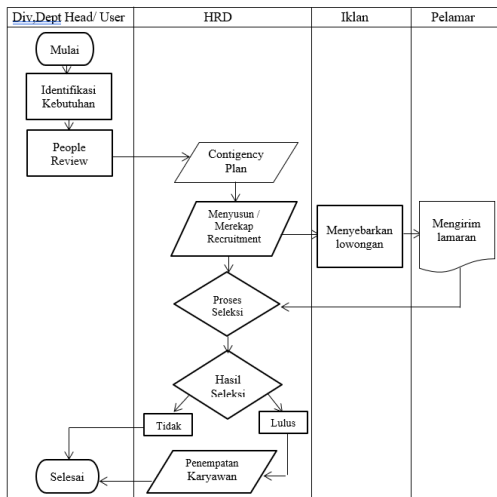 Div,Dept Head/ User
HRD
Iklan
Pelamar
Mulai
Identifikasi
Kebutuhan
People
Review
Contigency
Plan
Menyusun /
Merekap
Recruitment
Menyebarkan
lowongan
Mengirim
lamaran
Proses
Seleksi
Hasil
Seleksi
Tidak
Lulus
Selesai
Penempatan
Karyawan